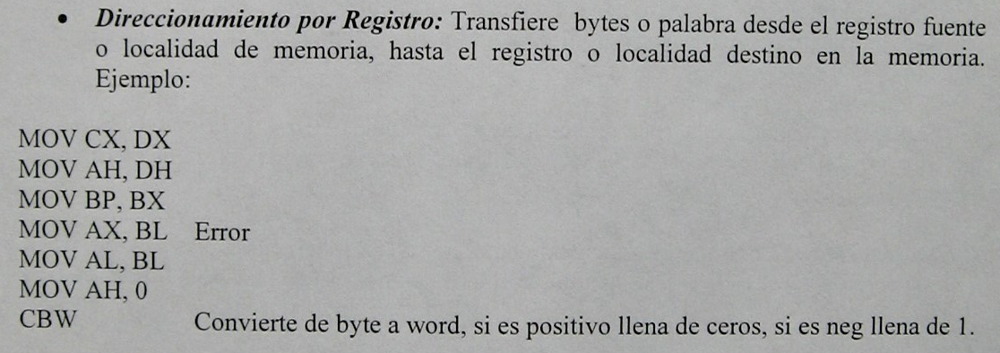 • Direccionamiento por Registro: Transfiere bytes o palabra desde el registro fuente
o localidad de memoria, hasta el registro o localidad destino en la memoria.
Ejemplo:
MOV CX, DX
MOV AH, DH
MOV BP, BX
MOV AX, BL Error
MOV AL, BL
MOV AH, 0
CBW Convierte de byte a word, si es positivo llena de ceros, si es neg llena de 1.